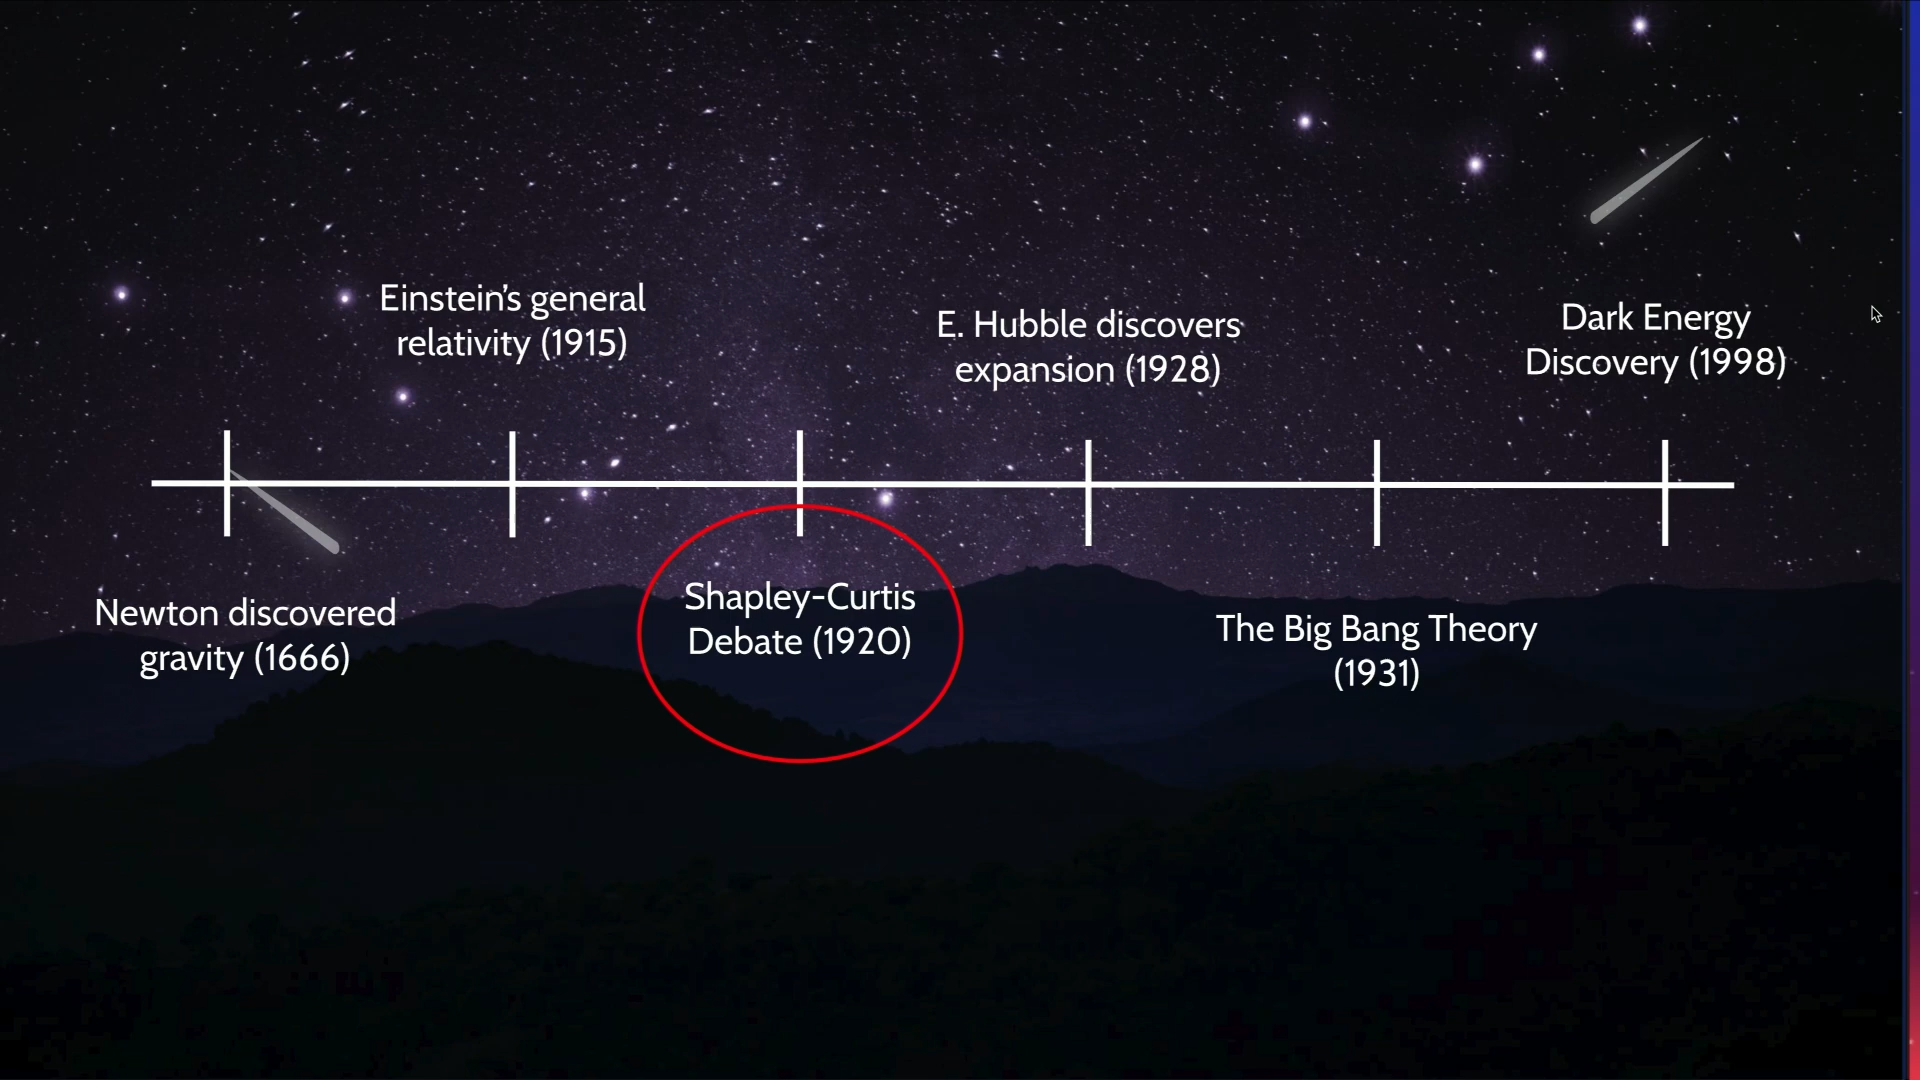 Einstein's general
relativity (1915)
E. Hubble discovers
expansion (1928)
Dark Energy
Discovery (1998)
Newton discovered
gravity (1666)
Shapley-Curtis
Debate (1920)
The Big Bang Theory
(1931)